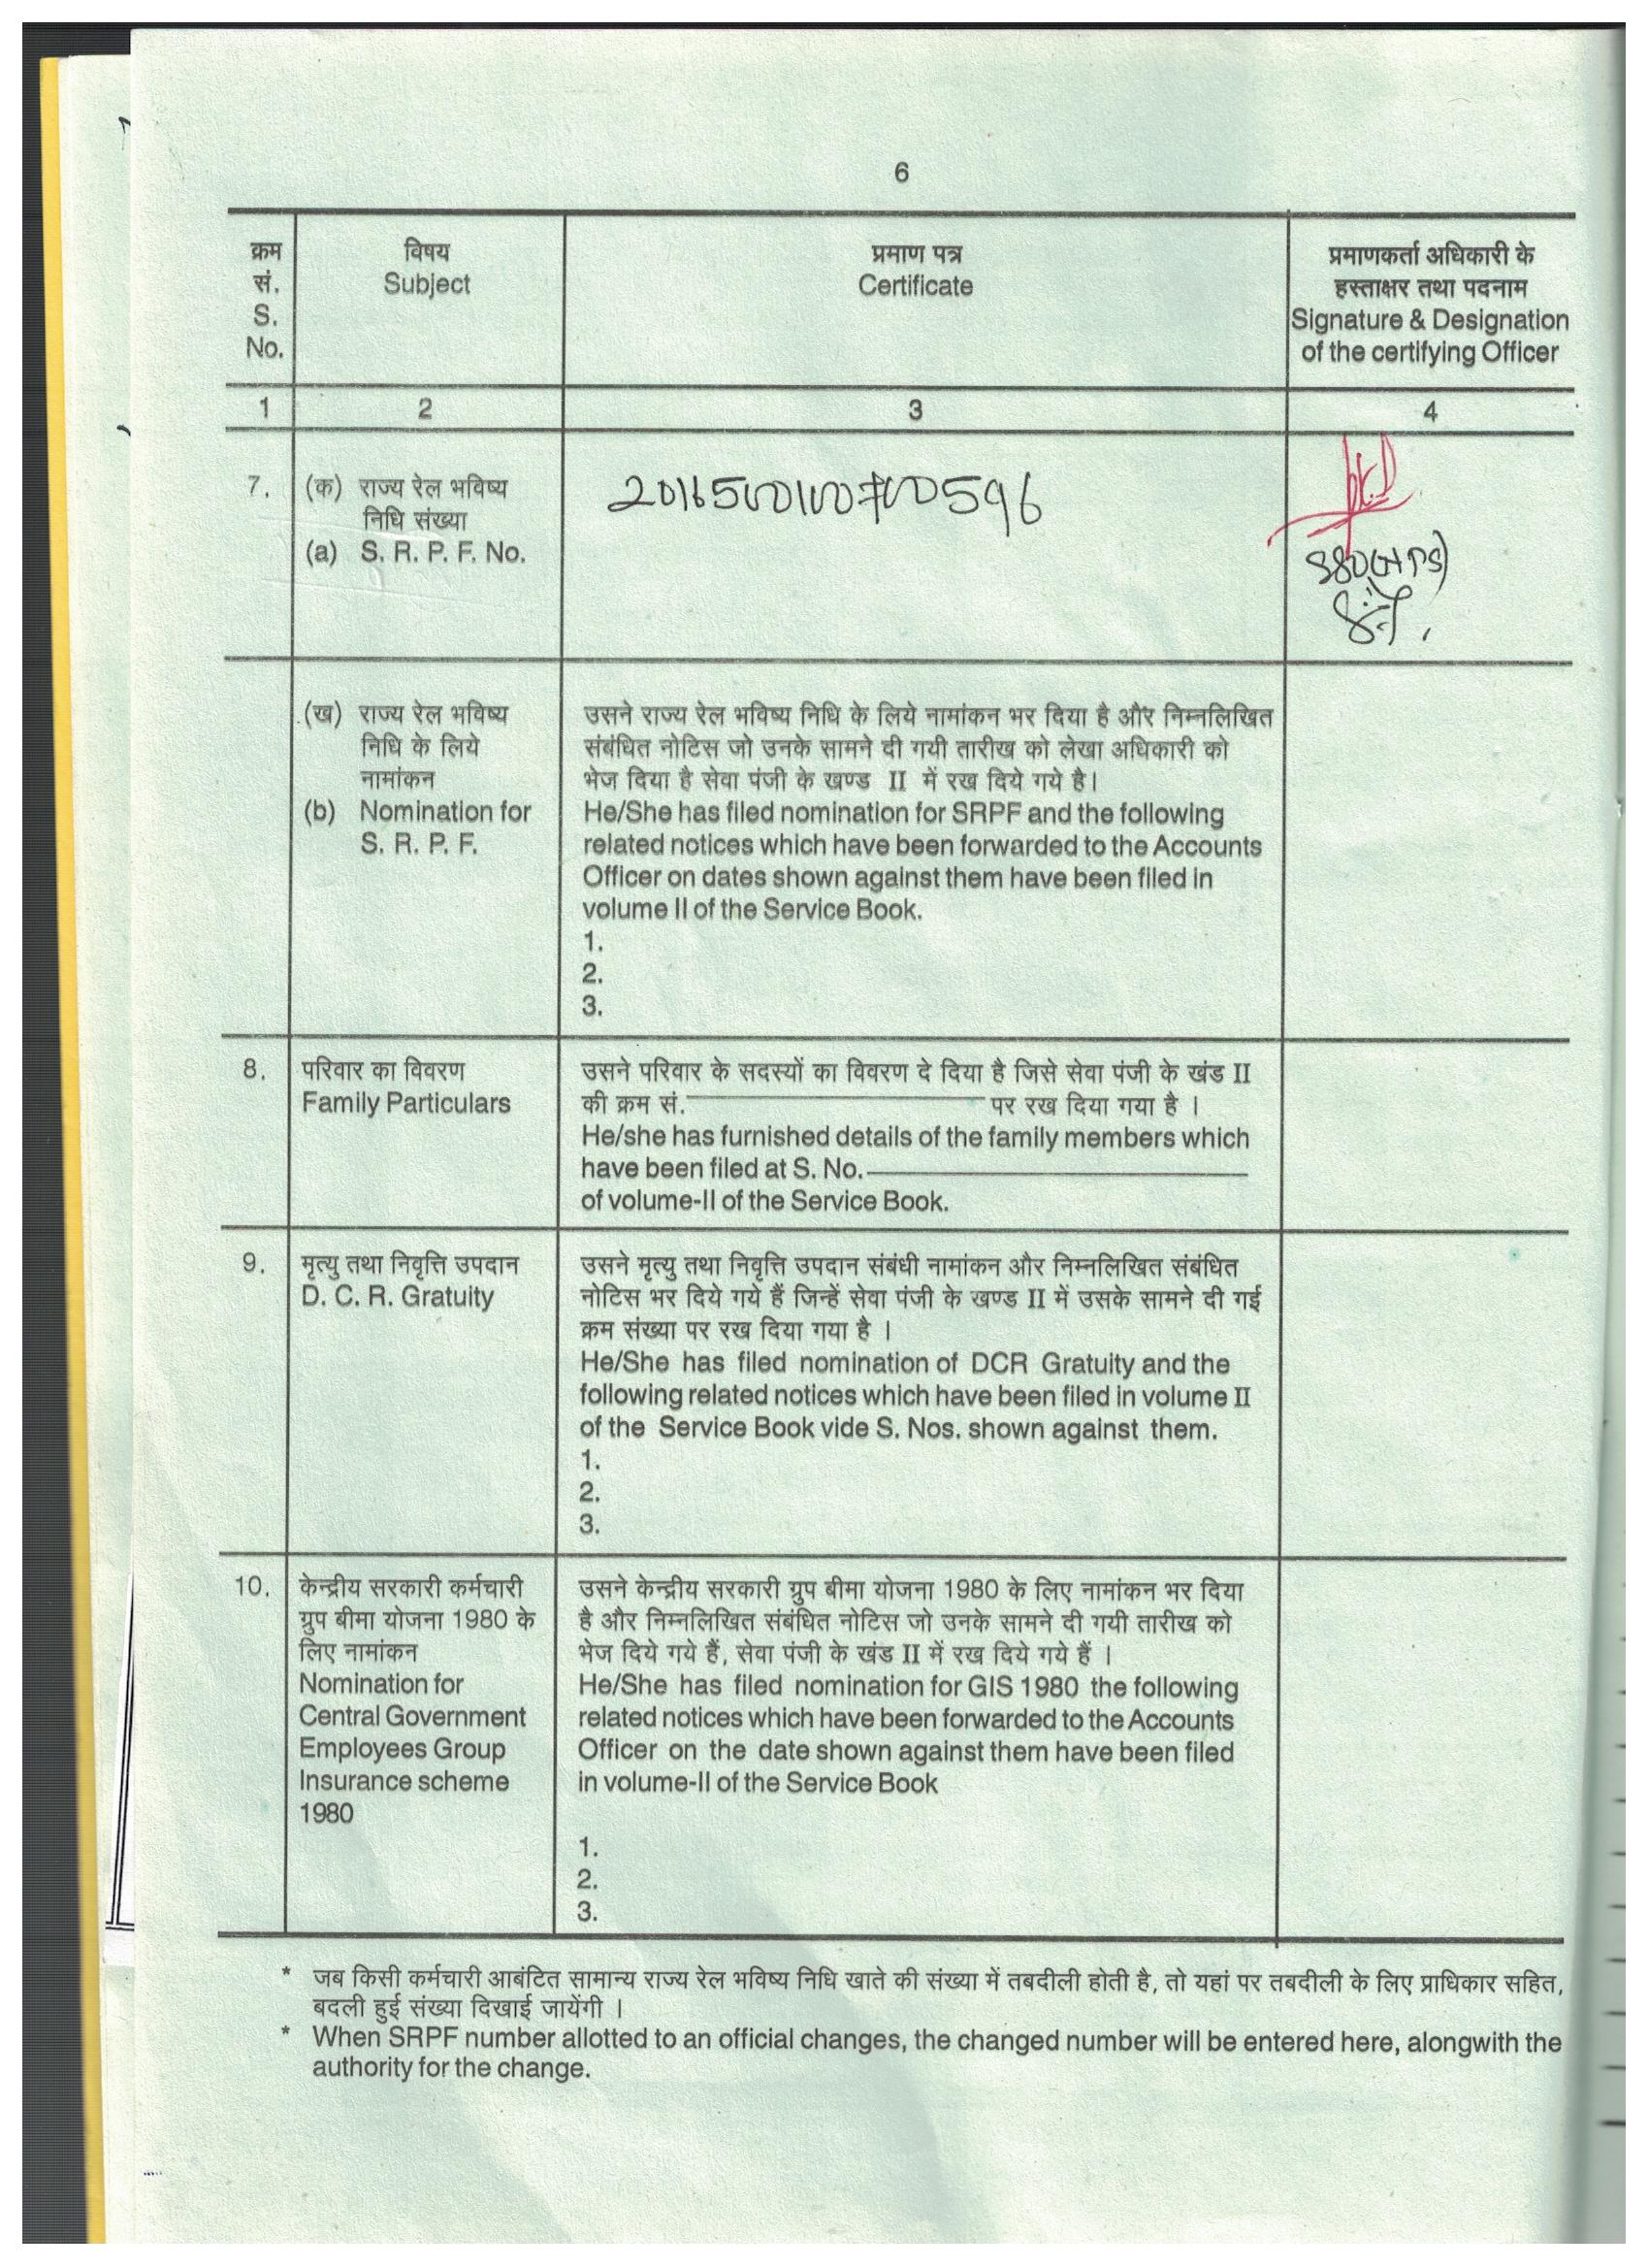 6
क्रम
सं.
S.
No.
विषय
Subject
प्रमाण पत्र
Certificate
प्रमाणकर्ता अधिकारी के
हस्ताक्षर तथा पदनाम
Signature & Designation
of the certifying Officer
1 2 3 4
7. (क) राज्य रेल भविष्य
निधि संख्या
(a) S. R. P. F. No.
(ख) राज्य रेल भविष्य
निधि के लिये
नामांकन
(b) Nomination for
S. R. P. F.
उसने राज्य रेल भविष्य निधि के लिये नामांकन भर दिया है और निम्नलिखित
संबंधित नोटिस जो उनके सामने दी गयी तारीख को लेखा अधिकारी को
भेज दिया है सेवा पंजी के खण्ड II में रख दिये गये है।
He/She has filed nomination for SRPF and the following
related notices which have been forwarded to the Accounts
Officer on dates shown against them have been filed in
volume II of the Service Book.
1.
2.
3.
8. परिवार का विवरण
Family Particulars
उसने परिवार के सदस्यों का विवरण दे दिया है जिसे सेवा पंजी के खंड II
की क्रम सं. पर रख दिया गया है ।
He/she has furnished details of the family members which
have been filed at S. No.
of volume-II of the Service Book.
9. मृत्यु तथा निवृत्ति उपदान
D. C. R. Gratuity
उसने मृत्यु तथा निवृत्ति उपदान संबंधी नामांकन और निम्नलिखित संबंधित
नोटिस भर दिये गये हैं जिन्हें सेवा पंजी के खण्ड II में उसके सामने दी गई
क्रम संख्या पर रख दिया गया है ।
He/She has filed nomination of DCR Gratuity and the
following related notices which have been filed in volume II
of the Service Book vide S. Nos. shown against them.
1.
2.
3.
10. केन्द्रीय सरकारी कर्मचारी
ग्रुप बीमा योजना 1980 के
लिए नामांकन
Nomination for
Central Government
Employees Group
Insurance scheme
1980
उसने केन्द्रीय सरकारी ग्रुप बीमा योजना 1980 के लिए नामांकन भर दिया
है और निम्नलिखित संबंधित नोटिस जो उनके सामने दी गयी तारीख को
भेज दिये गये हैं, सेवा पंजी के खंड II में रख दिये गये हैं ।
He/She has filed nomination for GIS 1980 the following
related notices which have been forwarded to the Accounts
Officer on the date shown against them have been filed
in volume-II of the Service Book
1.
2.
3.
* जब किसी कर्मचारी आबंटित सामान्य राज्य रेल भविष्य निधि खाते की संख्या में तबदीली होती है, तो यहां पर तबदीली के लिए प्राधिकार सहित,
बदली हुई संख्या दिखाई जायेंगी ।
* When SRPF number allotted to an official changes, the changed number will be entered here, alongwith the
authority for the change.